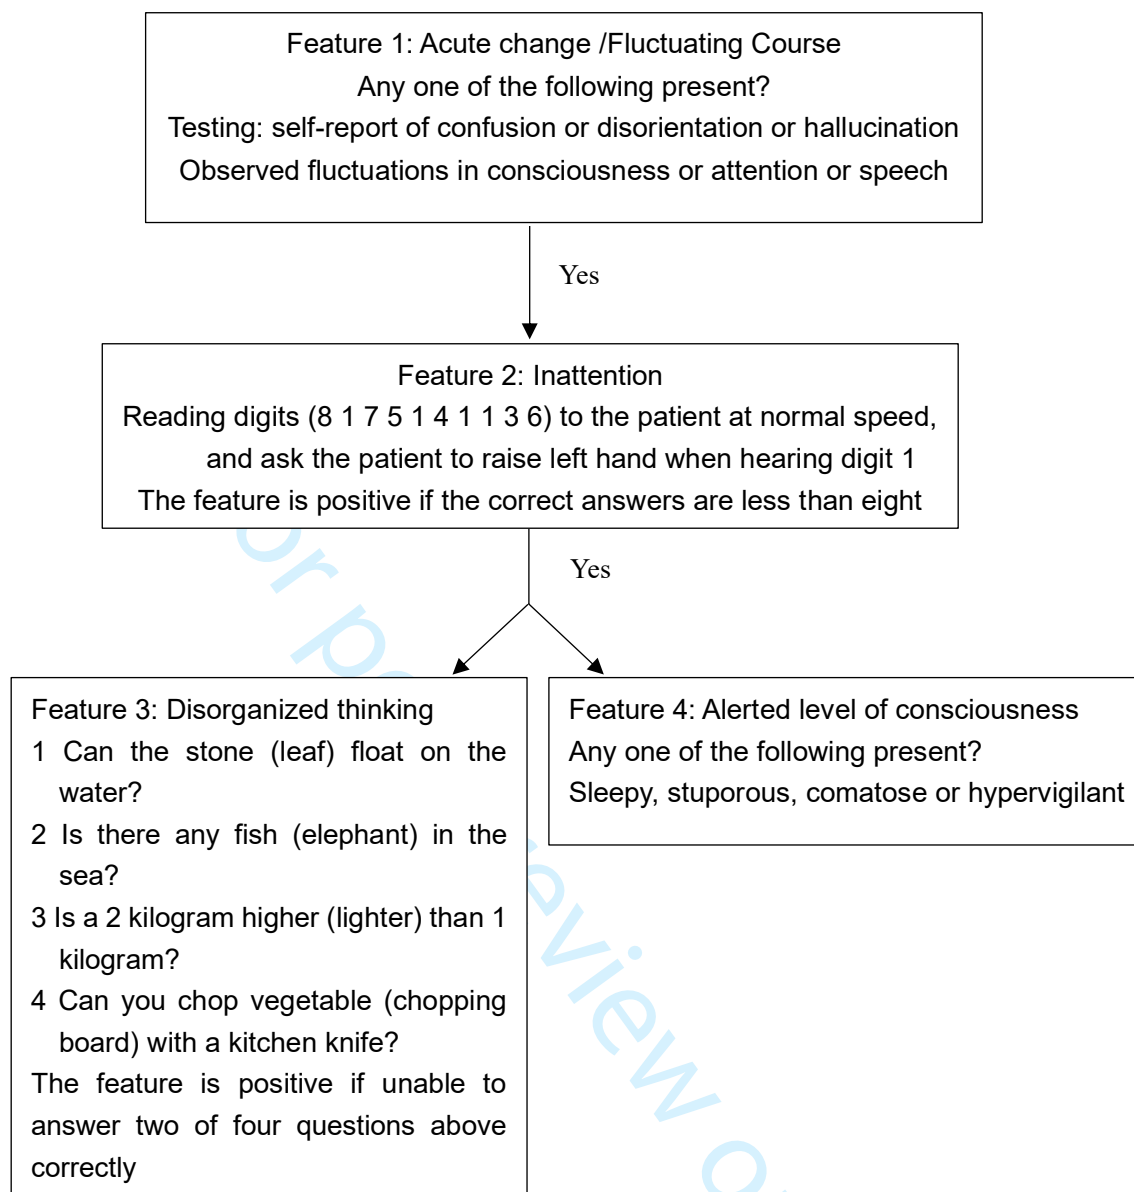 Feature 1: Acute change /Fluctuating Course
Any one of the following present?
Testing: self-report of confusion or disorientation or hallucination
Observed fluctuations in consciousness or attention or speech
Yes
Feature 2: Inattention
Reading digits (8 1 7 5 1 4 1 1 3 6) to the patient at normal speed,
and ask the patient to raise left hand when hearing digit 1
The feature is positive if the correct answers are less than eight
Yes
Feature 3: Disorganized thinking
1 Can the stone (leaf) float on the
water?
2 Is there any fish (elephant) in the
sea?
3 Is a 2 kilogram higher (lighter) than 1
kilogram?
4 Can you chop vegetable (chopping
board) with a kitchen knife?
The feature is positive if unable to
answer two of four questions above
correctly
Feature 4: Alerted level of consciousness
Any one of the following present?
Sleepy, stuporous, comatose or hypervigilant